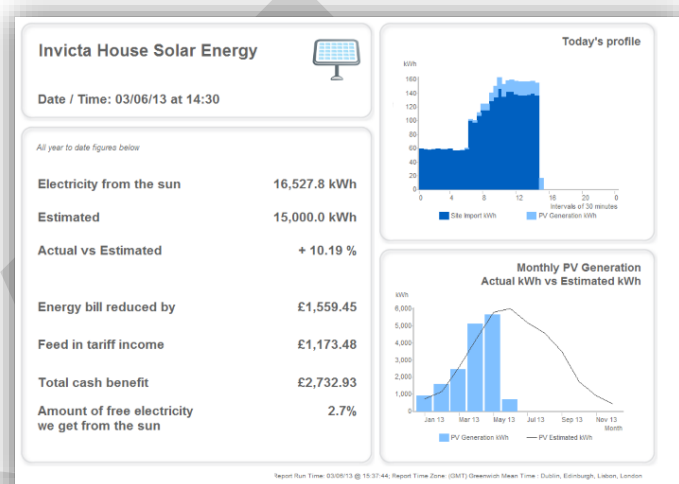 Invicta House Solar Energy
Date / Time: 03/06/13 at 14:30
All year to date figures below
Electricity from the sun 16,527.8 kWh
Estimated 15,000.0 kWh
Actual vs Estimated + 10.19 %
Energy bill reduced by £1,559.45
Feed in tariff income £1,173.48
Total cash benefit £2,732.93
Amount of free electricity 2.7%
we get from the sun
Today's profile
kWh
160
140
120
100
80
60
40
20
0
0 4 8 12 16 20 0
Intervals of 30 minutes
Site Import kWh PV Generation kWh
Monthly PV Generation
Actual kWh vs Estimated kWh
kWh
6,000
5,000
4,000
3,000
2,000
1,000
0
Jan 13 Mar 13 May 13 Jul 13 Sep 13 Nov 13
Month
PV Generation kWh PV Estimated kWh
Report Run Time: 03/06/13 @ 15:37:44; Report Time Zone: (GMT) Greenwich Mean Time : Dublin, Edinburgh, Lisbon, London